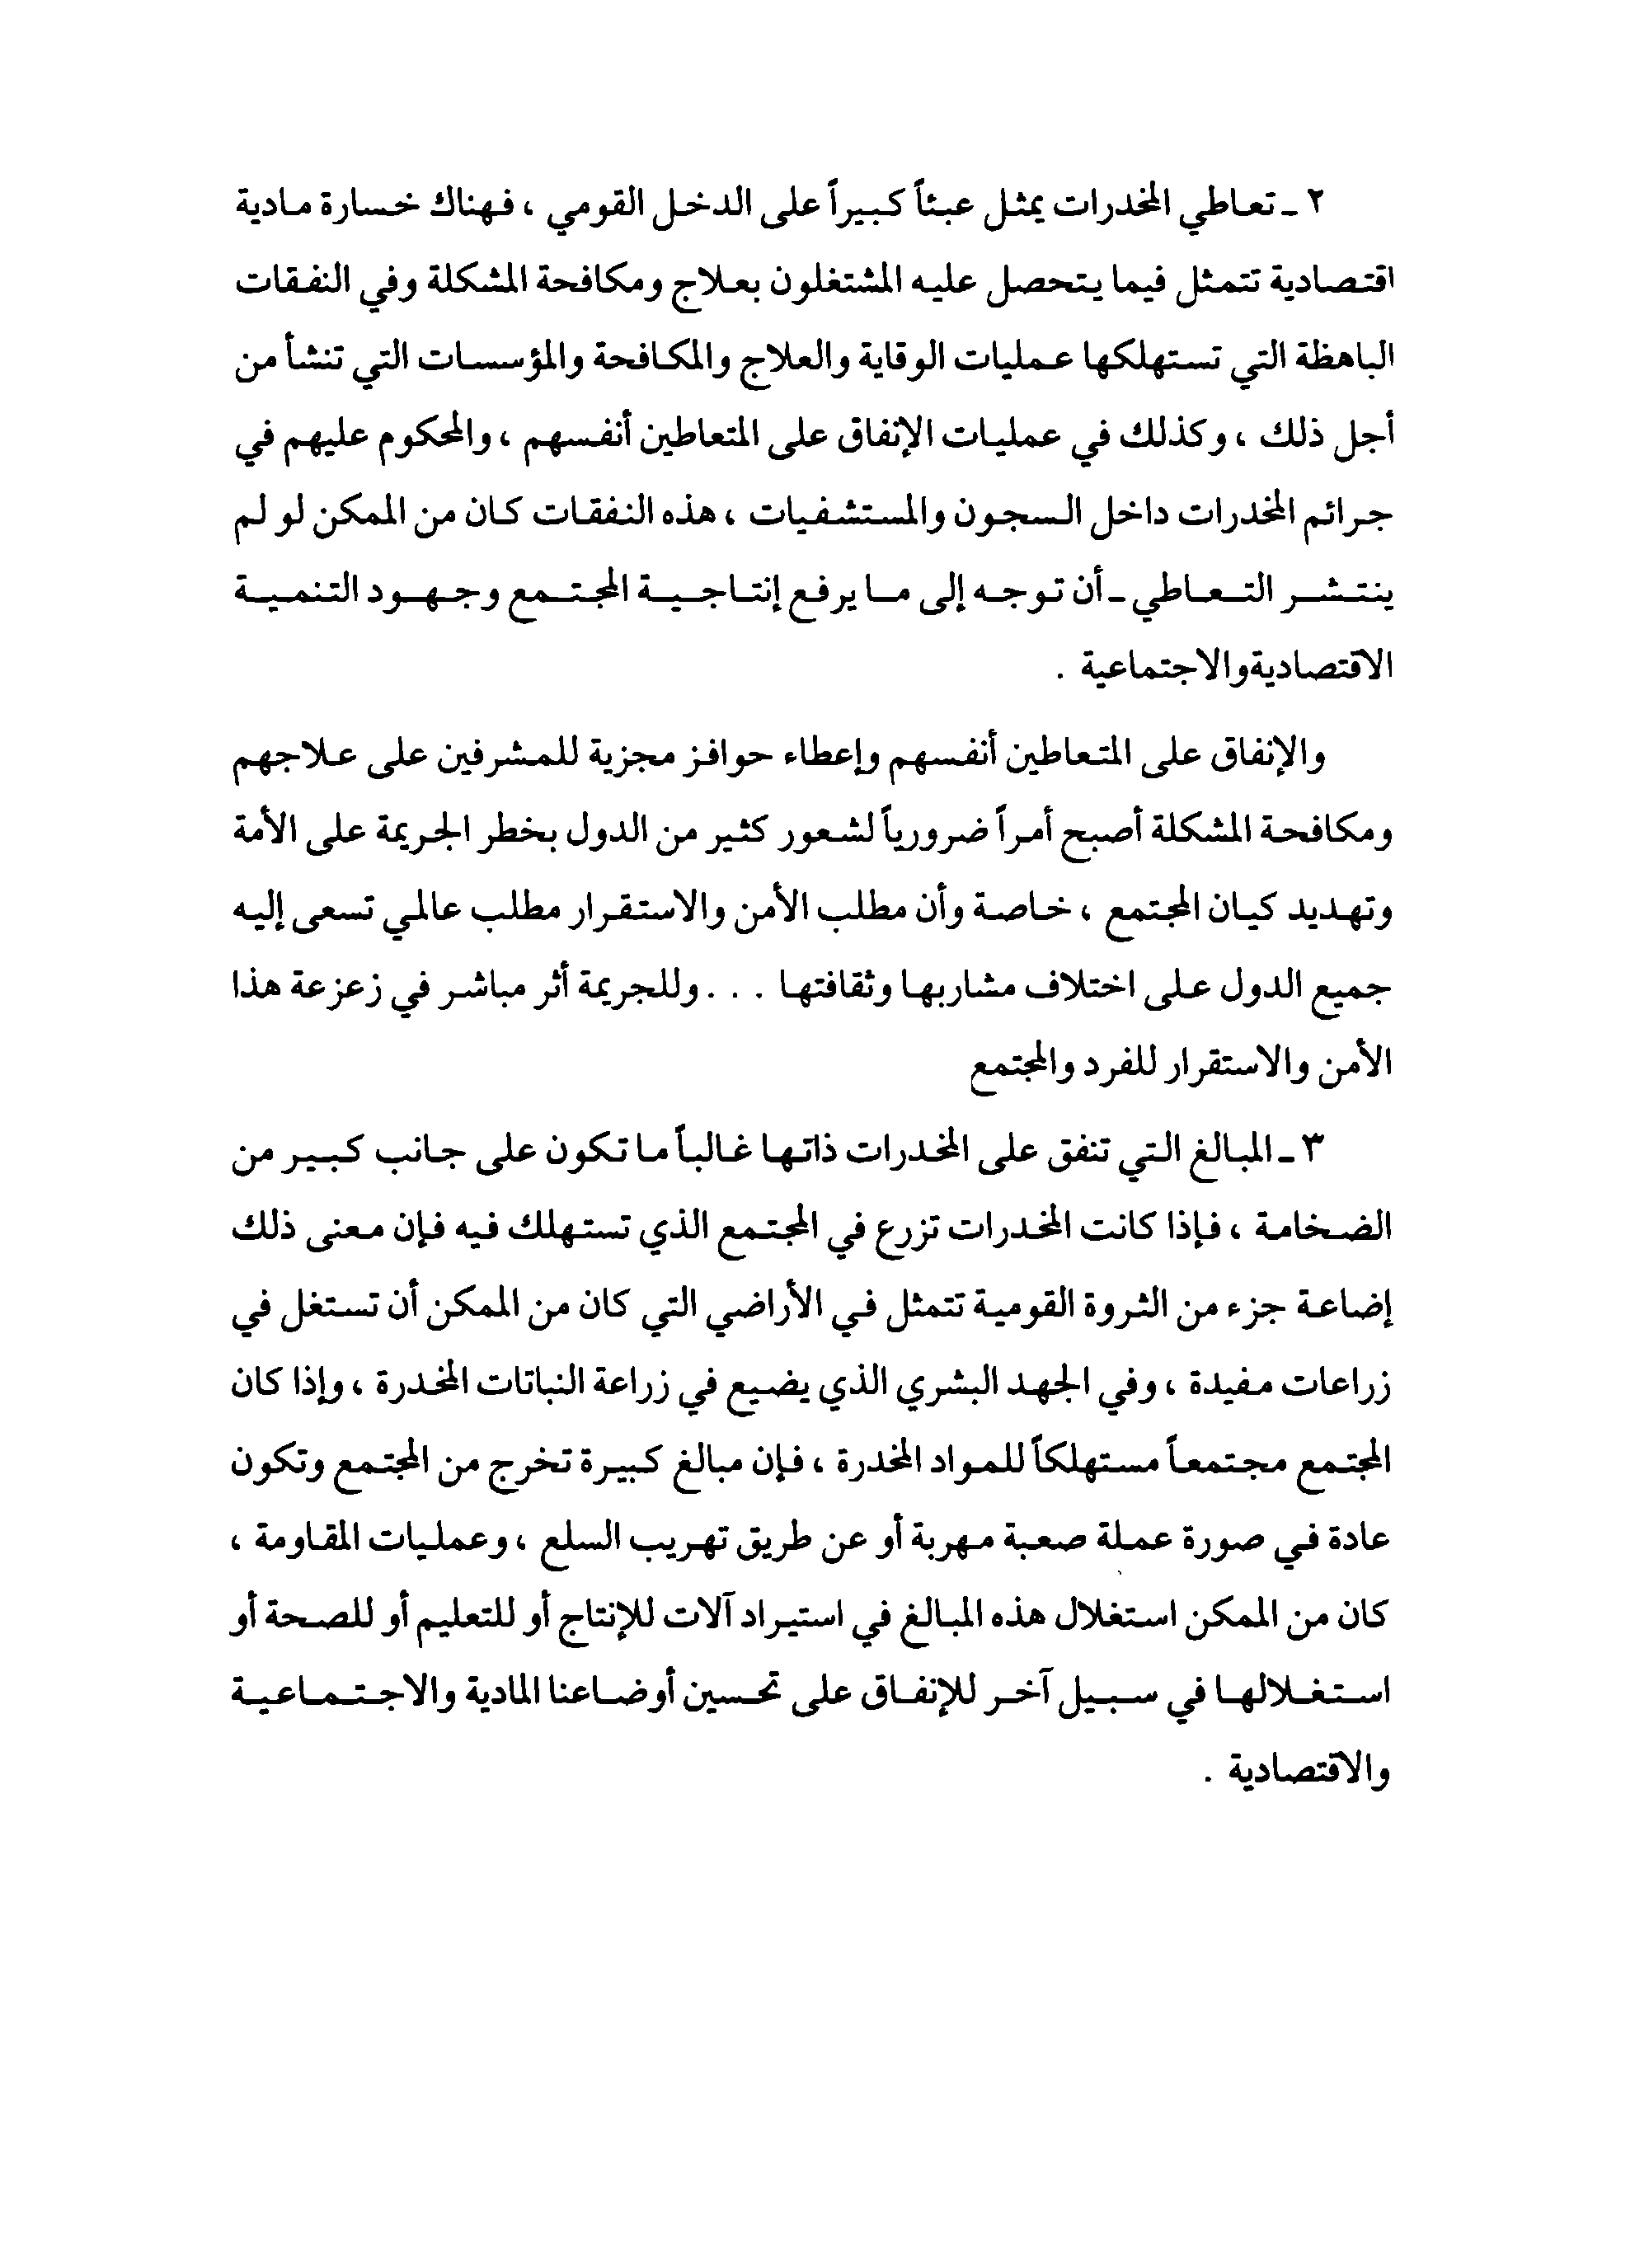 ٢ ـ تعاطي المخدرات يمثل عبئاً كبيراً على الدخل القومي ، فهناك خسارة مادية
اقتصادية تتمثل فيما يتحصل عليه المشتغلون بعلاج ومكافحة المشكلة وفي النفقات
الباهظة التي تستهلكها عمليات الوقاية والعلاج والمكافحة والمؤسسات التي تنشأ من
أجل ذلك ، وكذلك في عمليات الإنفاق على المتعاطين أنفسهم ، والمحكوم عليهم في
جرائم المخدرات داخل السجون والمستشفيات ، هذه النفقات كان من الممكن لو لم
ينتشر التعاطي ـ أن توجه إلى ما يرفع إنتاجية المجتمع وجهود التنمية
الاقتصاديةوالاجتماعية .
والإنفاق على المتعاطين أنفسهم وإعطاء حوافز مجزية للمشرفين على علاجهم
ومكافحة المشكلة أصبح أمراً ضرورياً لشعور كثير من الدول بخطر الجريمة على الأمة
وتهديد كيان المجتمع ، خاصة وأن مطلب الأمن والاستقرار مطلب عالمي تسعى إليه
جميع الدول على اختلاف مشاربها وثقافتها . . . وللجريمة أثر مباشر في زعزعة هذا
الأمن والاستقرار للفرد والمجتمع
٣ ـ المبالغ التي تنفق على المخدرات ذاتها غالباً ما تكون على جانب كبير من
الضخامة ، فإذا كانت المخدرات تزرع في المجتمع الذي تستهلك فيه فإن معنى ذلك
إضاعة جزء من الثروة القومية تتمثل في الأراضي التي كان من الممكن أن تستغل في
زراعات مفيدة ، وفي الجهد البشري الذي يضيع في زراعة النباتات المخدرة ، وإذا كان
المجتمع مجتمعاً مستهلكاً للمواد المخدرة ، فإن مبالغ كبيرة تخرج من المجتمع وتكون
عادة في صورة عملة صعبة مهربة أو عن طريق تهريب السلع ، وعمليات المقاومة ،
كان من الممكن استغلال هذه المبالغ في استيراد آلات للإنتاج أو للتعليم أو للصحة أو
استغلالها في سبيل آخر للإنفاق على تحسين أوضاعنا المادية والاجتماعية
والاقتصادية .